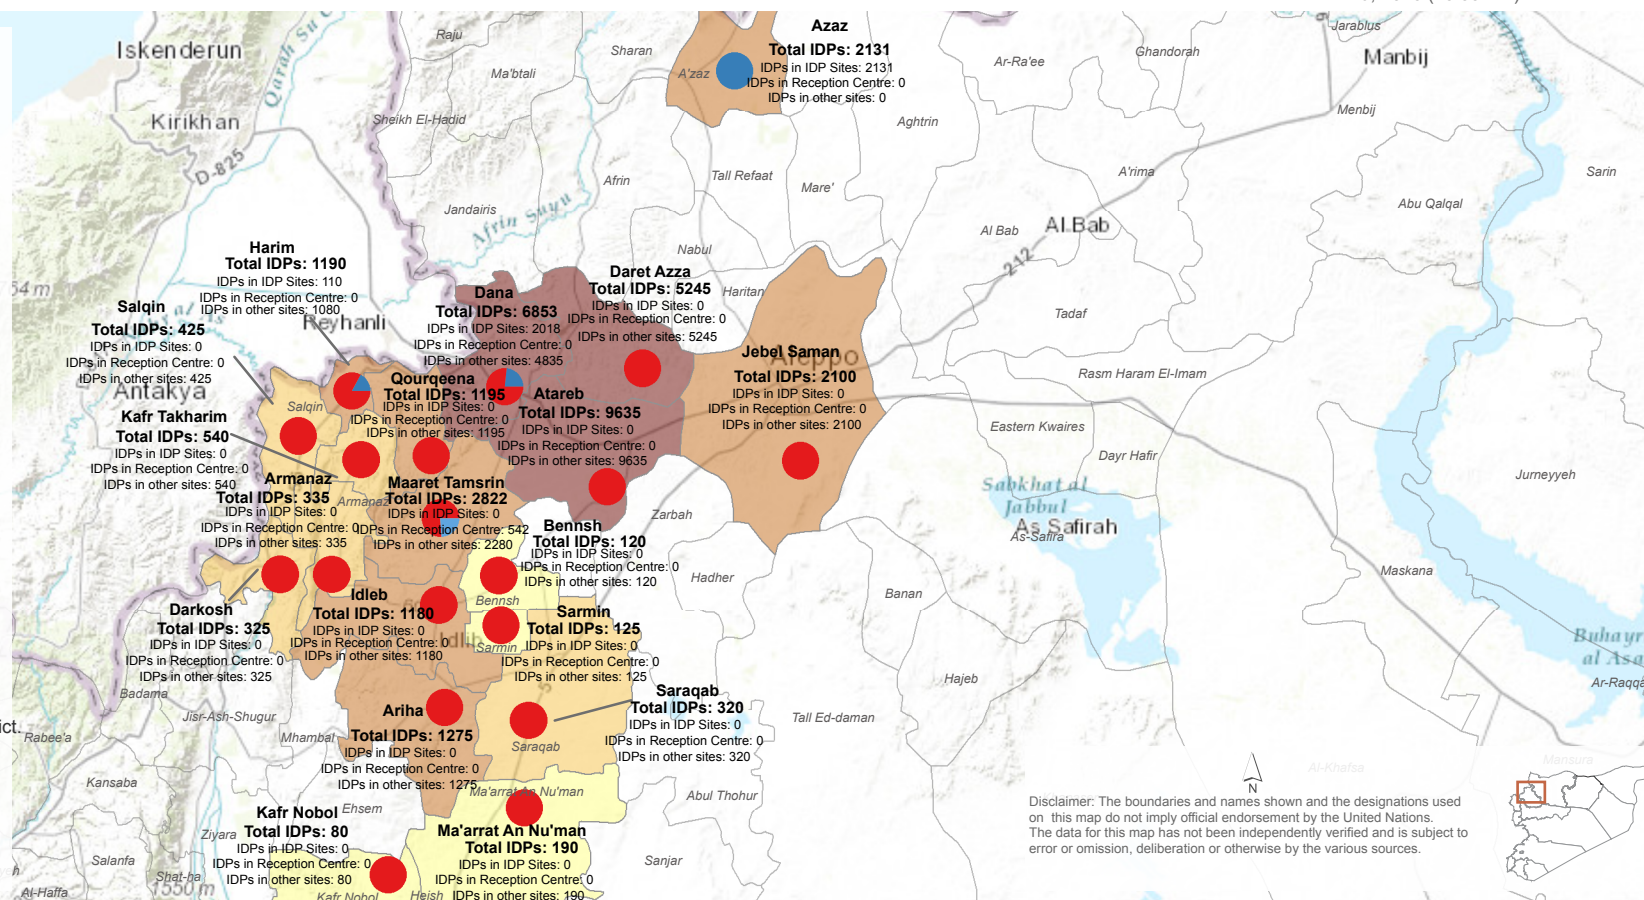 Azaz
Total IDPs: 2131
IDPs in IDP Sites: 2131
IDPs in Reception Centre: 0
IDPs in other sites: 0
Iskenderun
Qarah Su
Raju
Sharan
Ma'btali
A'zaz
Ar-Ra'ee
Ghandorah
Jarablus
Manbij
Menbij
Kirikhan
D-825
Sheikh El-Hadid
Aghtrin
Afrin
Tall Refaat
Mare'
A'rima
Sarin
Jandairis
Afrin Suyu
Nabul
Al Bab
Al Bab
Abu Qalqal
212
Haritan
Tadaf
Harim
Total IDPs: 1190
IDPs in IDP Sites: 110
IDPs in Reception Centre: 0
IDPs in other sites: 1080
Reyhanli
Salqin
Total IDPs: 425
IDPs in IDP Sites: 0
IDPs in Reception Centre: 0
IDPs in other sites: 425
Antakya
Dana
Total IDPs: 6853
IDPs in IDP Sites: 2018
IDPs in Reception Centre: 0
IDPs in other sites: 4835
Daret Azza
Total IDPs: 5245
IDPs in IDP Sites: 0
IDPs in Reception Centre: 0
IDPs in other sites: 5245
Jebel Saman
Aleppo
Total IDPs: 2100
IDPs in IDP Sites: 0
IDPs in Reception Centre: 0
IDPs in other sites: 2100
Qourqeena
Total IDPs: 1195
IDPs in IDP Sites: 0
IDPs in Reception Centre: 0
IDPs in other sites: 1195
Atareb
Total IDPs: 9635
IDPs in IDP Sites: 0
IDPs in Reception Centre: 0
IDPs in other sites: 9635
Salqin
Kafr Takharim
Total IDPs: 540
IDPs in IDP Sites: 0
IDPs in Reception Centre: 0
IDPs in other sites: 540
Rasm Haram El-Imam
Eastern Kwaires
Dayr Hafir
Jurneyyeh
Armanaz
Total IDPs: 335
IDPs in IDP Sites: 0
IDPs in Reception Centre: 0
IDPs in other sites: 335
Armanaz
Maaret Tamsrin
Total IDPs: 2822
IDPs in IDP Sites: 0
IDPs in Reception Centre: 542
IDPs in other sites: 2280
Sabkhat al
Jabbul
As Safirah
As-Safira
Zarbah
Bennsh
Total IDPs: 120
IDPs in IDP Sites: 0
IDPs in Reception Centre: 0
IDPs in other sites: 120
Bennsh
Hadher
Banan
Maskana
Darkosh
Total IDPs: 325
IDPs in IDP Sites: 0
IDPs in Reception Centre: 0
IDPs in other sites: 325
Idleb
Total IDPs: 1180
IDPs in IDP Sites: 0
IDPs in Reception Centre: 0
IDPs in other sites: 1180
Idlib
Sarmin
Total IDPs: 125
IDPs in IDP Sites: 0
IDPs in Reception Centre: 0
IDPs in other sites: 125
Sarmin
Buhayr
al Asa
Ar-Raqqa
Hajeb
Badama
Jisr-Ash-Shugur
Rabee'a
ict.
Mhambal
Saraqab
Total IDPs: 320
IDPs in IDP Sites: 0
IDPs in Reception Centre: 0
IDPs in other sites: 320
Saraqab
Tall Ed-daman
Ariha
Total IDPs: 1275
IDPs in IDP Sites: 0
IDPs in Reception Centre: 0
IDPs in other sites: 1275
Al-Khafsa
Mansura
Kansaba
Ehsem
Ma'arrat An Nu'man
Abul Thohur
N
Kafr Nobol
Total IDPs: 80
IDPs in IDP Sites: 0
IDPs in Reception Centre: 0
IDPs in other sites: 80
Ma'arrat An Nu'man
Total IDPs: 190
IDPs in IDP Sites: 0
IDPs in Reception Centre: 0
IDPs in other sites: 190
Ziyara
Salanfa
Shat-ha
1550 m
Al-Haffa
Kafr Nobol
Heish
Sanjar
Disclaimer: The boundaries and names shown and the designations used
on this map do not imply official endorsement by the United Nations.
The data for this map has not been independently verified and is subject to
error or omission, deliberation or otherwise by the various sources.